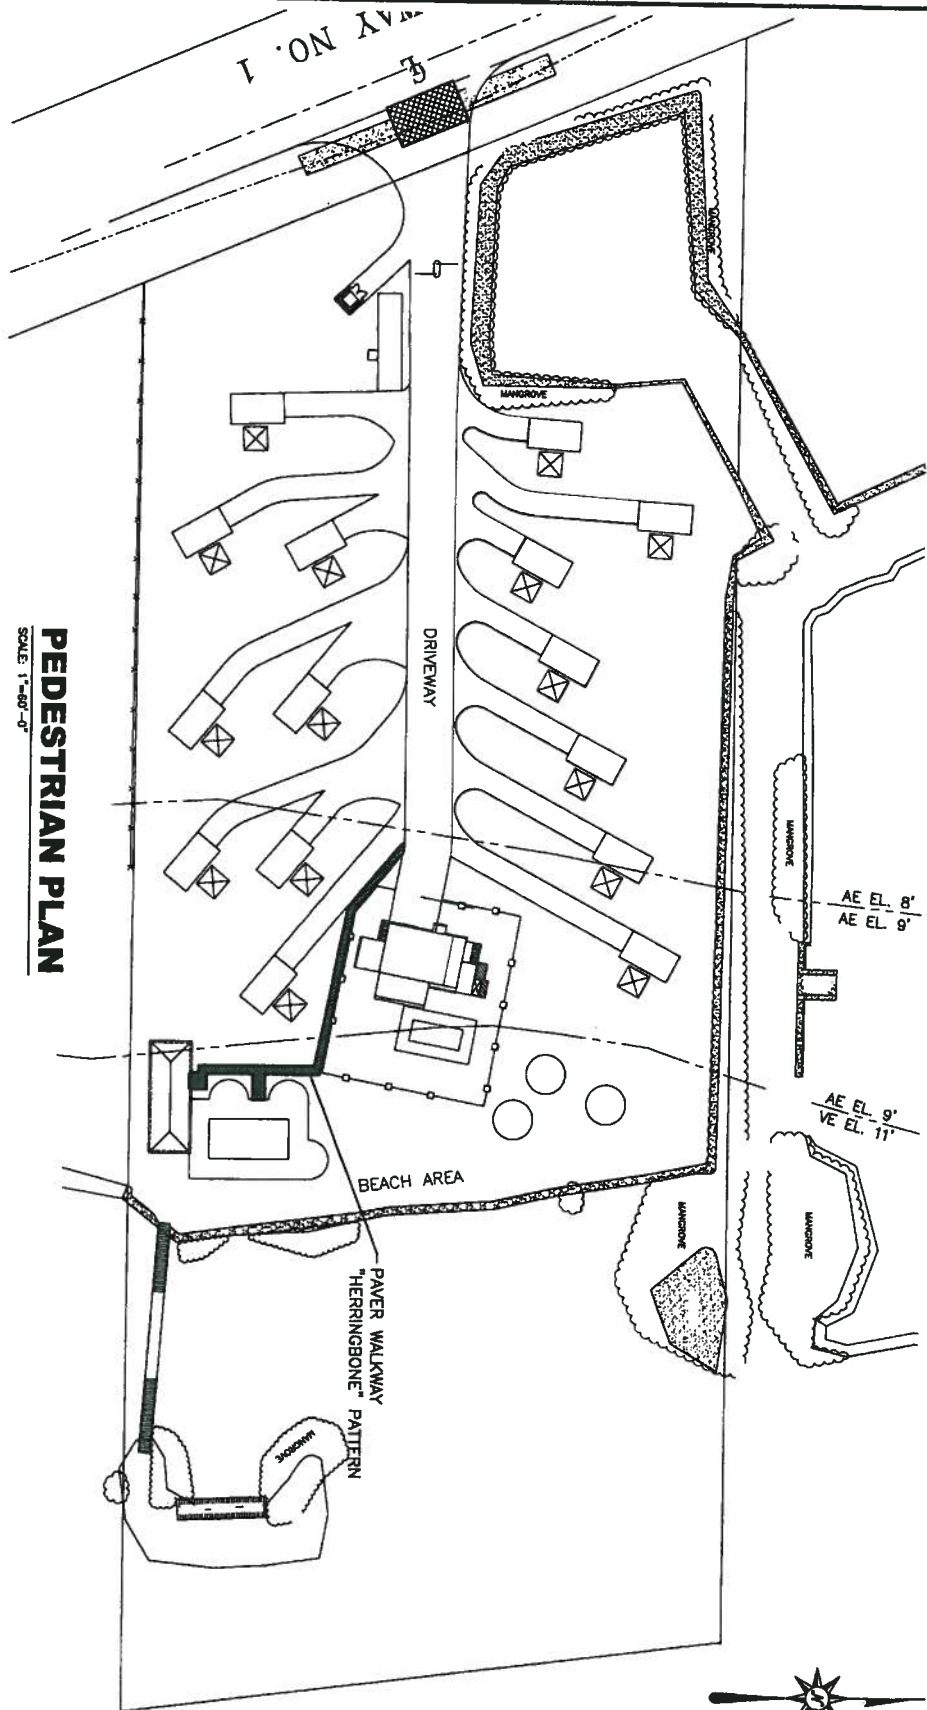 WAY NO. 1
MANGROVE
MANGROVE
DRIVEWAY
PEDESTRIAN PLAN
SCALE: 1"=60'-0"
MANGROVE
AE EL. 8'
AE EL. 9'
AE EL. 9'
VE EL. 11'
BEACH AREA
MANGROVE
MANGROVE
PAVER WALKWAY
"HERRINGBONE" PATTERN
MANGROVE